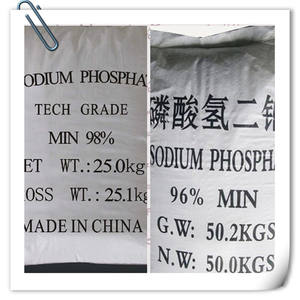 ODIUM PHOSPHA
TECH GRADE
MIN 98%
ET WT.:25.0kg
OSS WT.:25.1kg
MADE IN CHINA
磷酸氢二
SODIUM PHOSPHA
96% MIN
G.W: 50.2KGS
N.W: 50.0KGS